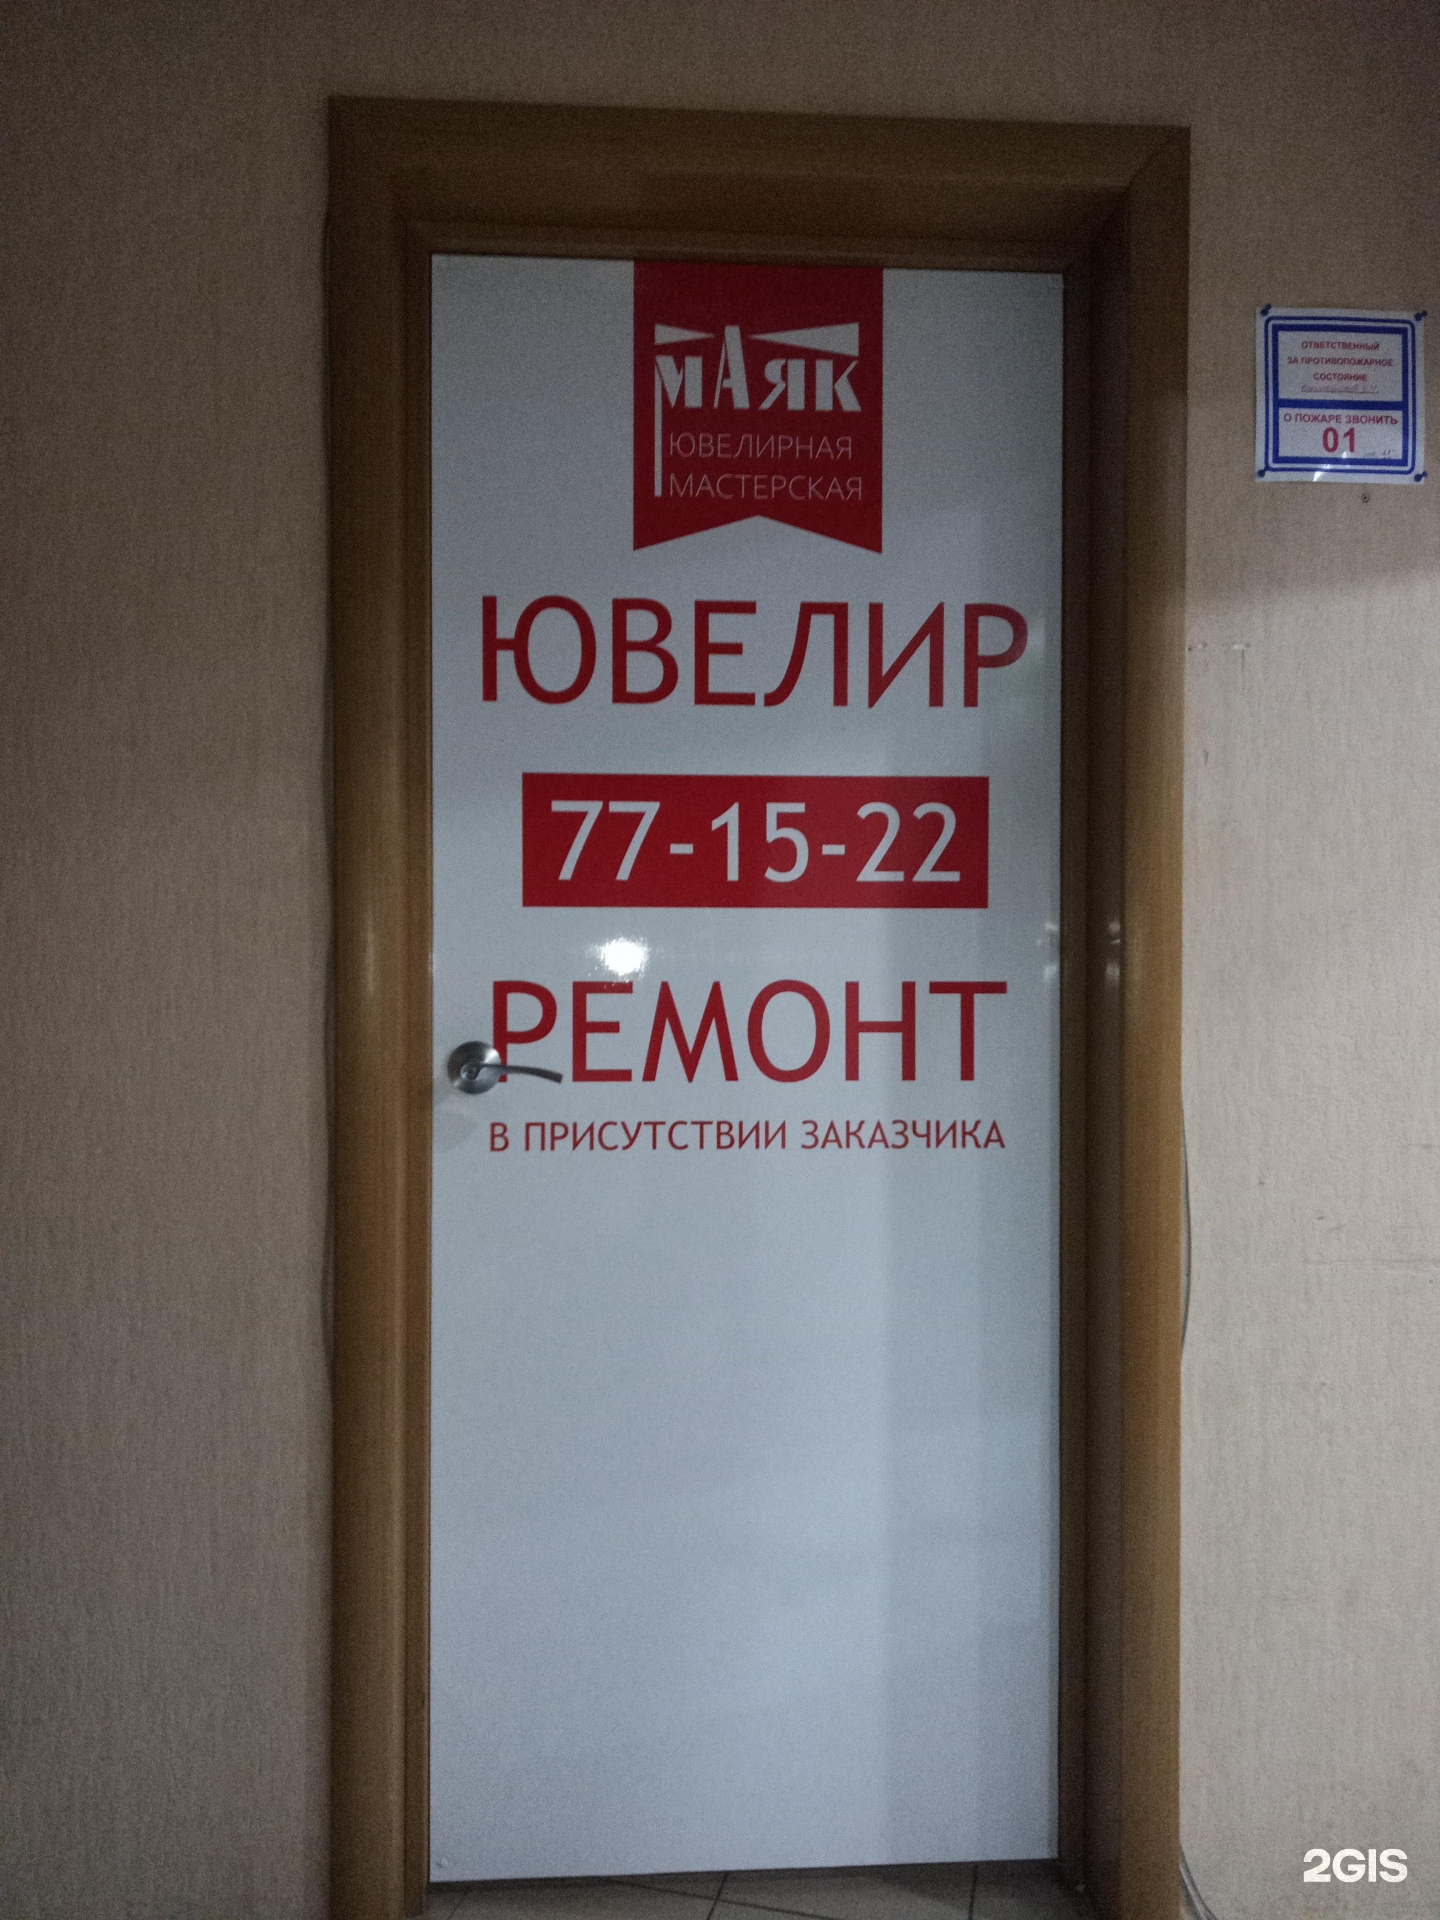 МАЯК
ЮВЕЛИРНАЯ
МАСТЕРСКАЯ
ЮВЕЛИР
77-15-22
РЕМОНТ
В ПРИСУТСТВИИ ЗАКАЗЧИКА
ОТВЕТСТВЕННЫЙ
ЗА ПРОТИВОПОЖАРНОЕ
СОСТОЯНИЕ
О ПОЖАРЕ ЗВОНИТЬ
01
2GIS